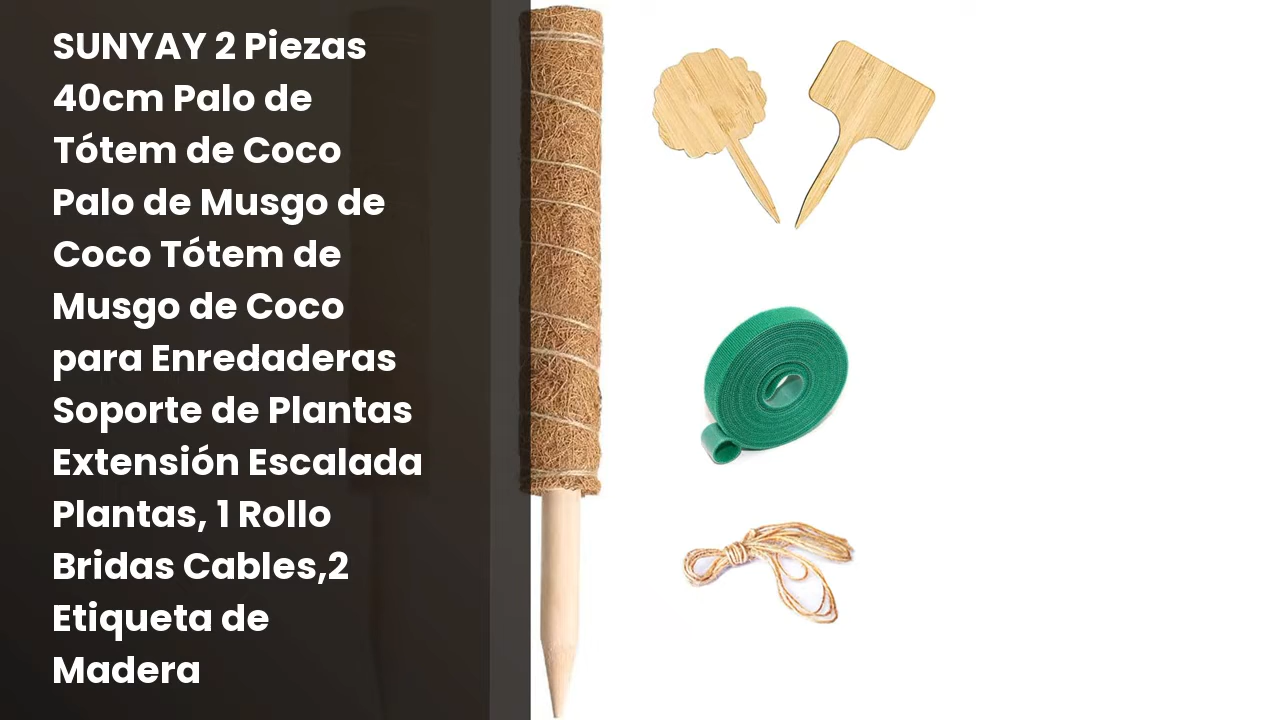 SUNYAY 2 Piezas
40cm Palo de
Tótem de Coco
Palo de Musgo de
Coco Tótem de
Musgo de Coco
para Enredaderas
Soporte de Plantas
Extensión Escalada
Plantas, 1 Rollo
Bridas Cables,2
Etiqueta de
Madera